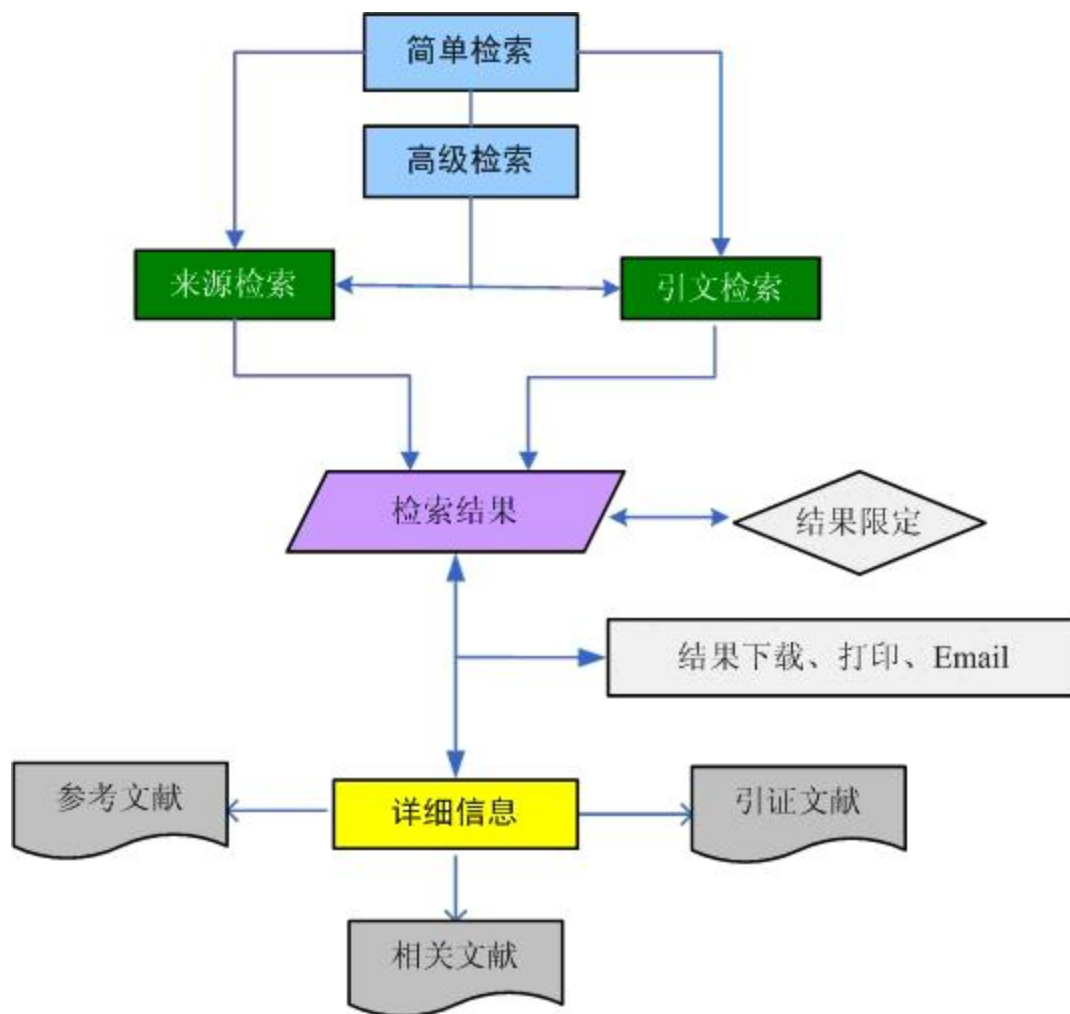 简单检索
高级检索
来源检索
引文检索
检索结果
结果限定
结果下载、打印、Email
参考文献
详细信息
引证文献
相关文献